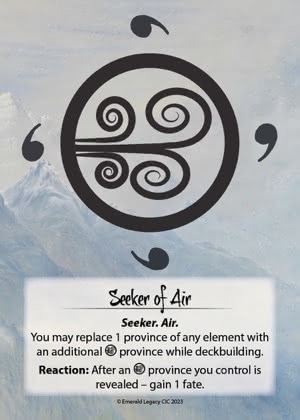 Seeker of Air
Seeker. Air.
You may replace 1 province of any element with
an additional province while deckbuilding.
Reaction: After an province you control is
revealed – gain 1 fate.
© Emerald Legacy CIC 2023